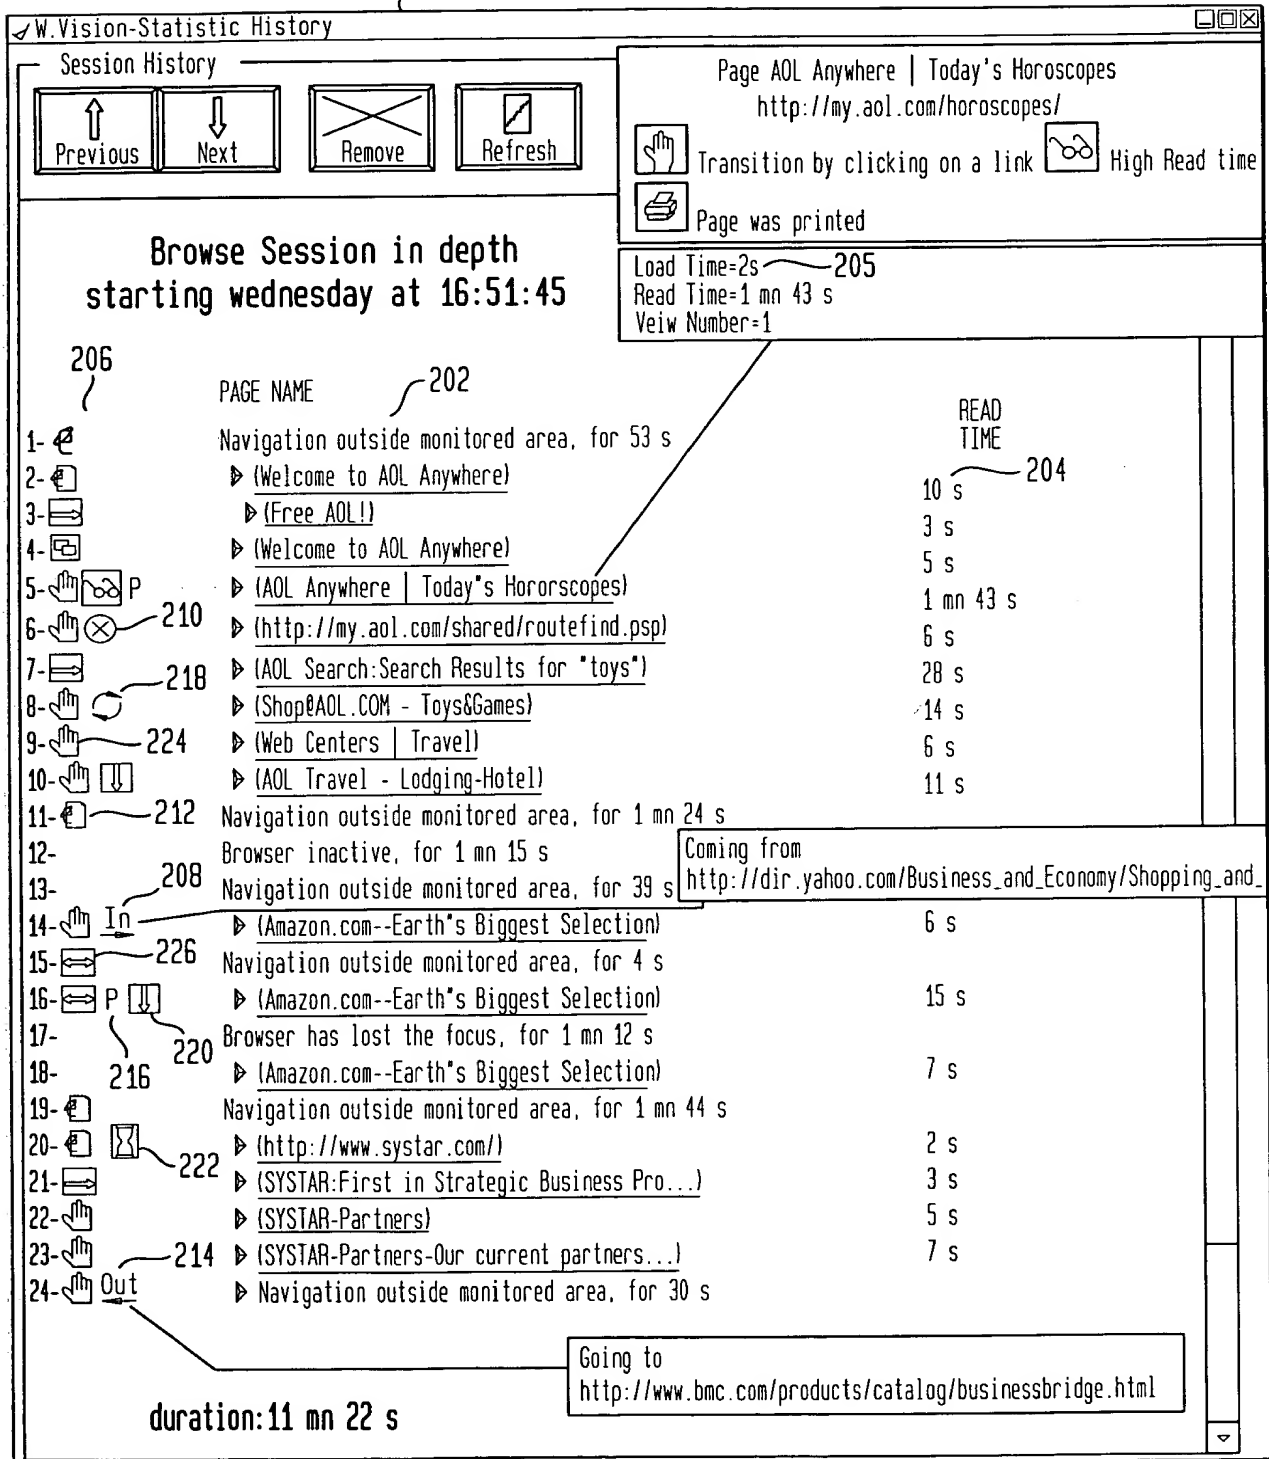 W.Vision-Statistic History
Session History
Previous
Next
Remove
Refresh
Page AOL Anywhere | Today's Horoscopes
http://my.aol.com/horoscopes/
Transition by clicking on a link
High Read time
Page was printed
Browse Session in depth
starting wednesday at 16:51:45
Load Time=2s
205
Read Time=1 mn 43 s
Veiw Number=1
206
PAGE NAME
202
READ
TIME
204
1- Navigation outside monitored area, for 53 s
2- (Welcome to AOL Anywhere) 10 s
3- (Free AOL!) 3 s
4- (Welcome to AOL Anywhere) 5 s
5- P (AOL Anywhere | Today's Hororscopes) 1 mn 43 s
6- 210 (http://my.aol.com/shared/routefind.psp) 6 s
7- (AOL Search:Search Results for "toys") 28 s
218
8- (Shop@AOL.COM - Toys&Games) 14 s
9- 224 (Web Centers | Travel) 6 s
10- (AOL Travel - Lodging-Hotel) 11 s
11- 212 Navigation outside monitored area, for 1 mn 24 s
12- Browser inactive, for 1 mn 15 s
Coming from
http://dir.yahoo.com/Business_and_Economy/Shopping_and_
13- 208 Navigation outside monitored area, for 39 s
14- In (Amazon.com--Earth"s Biggest Selection) 6 s
15- 226 Navigation outside monitored area, for 4 s
16- P (Amazon.com--Earth"s Biggest Selection) 15 s
17- 220 Browser has lost the focus, for 1 mn 12 s
18- 216 (Amazon.com--Earth"s Biggest Selection) 7 s
19- Navigation outside monitored area, for 1 mn 44 s
20- 222 (http://www.systar.com/) 2 s
21- (SYSTAR:First in Strategic Business Pro...) 3 s
22- (SYSTAR-Partners) 5 s
23- 214 (SYSTAR-Partners-Our current partners...) 7 s
24- Out Navigation outside monitored area, for 30 s
Going to
http://www.bmc.com/products/catalog/businessbridge.html
duration:11 mn 22 s